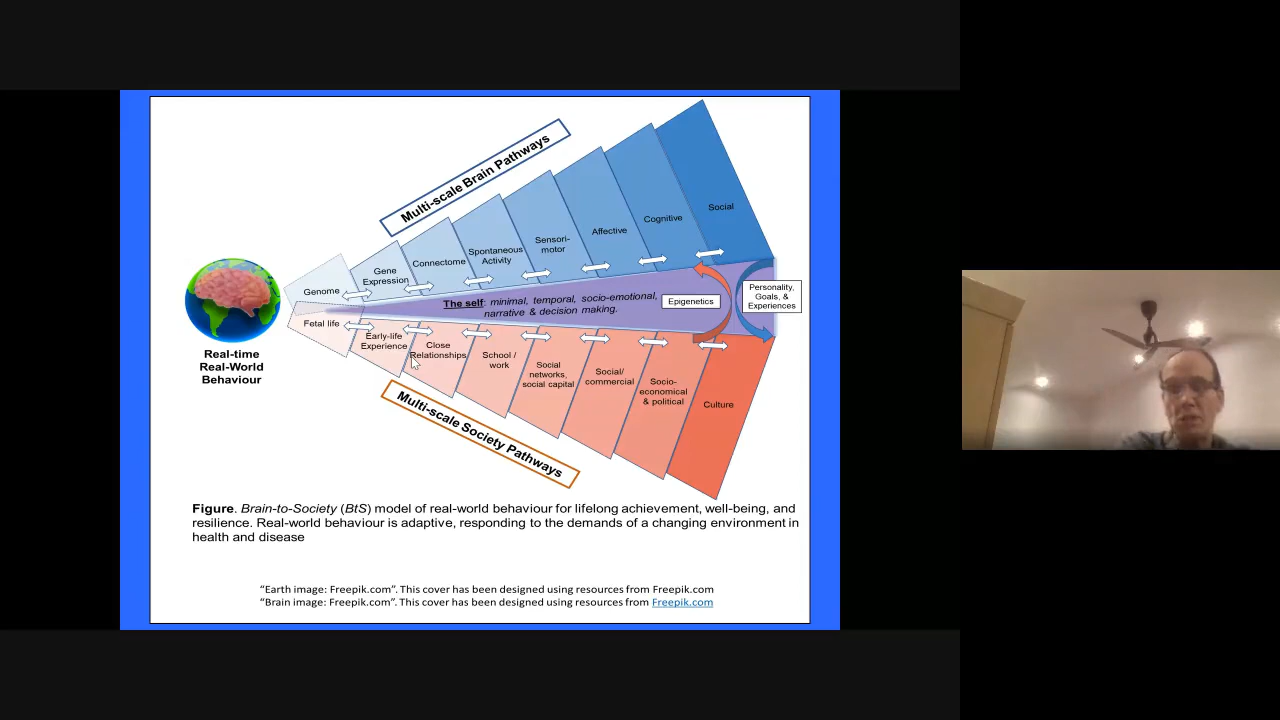 Multi-scale Brain Pathways
Social
Cognitive
Affective
Sensori-
motor
Spontaneous
Activity
Connectome
Gene
Expression
Genome
The self: minimal, temporal, socio-emotional,
narrative & decision making.
Epigenetics
Personality,
Goals, &
Experiences
Fetal life
Early-life
Experience
Close
Relationships
School /
work
Social
networks,
social capital
Social/
commercial
Socio-
economical
& political
Culture
Real-time
Real-World
Behaviour
Multi-scale Society Pathways
Figure. Brain-to-Society (BtS) model of real-world behaviour for lifelong achievement, well-being, and
resilience. Real-world behaviour is adaptive, responding to the demands of a changing environment in
health and disease
“Earth image: Freepik.com”. This cover has been designed using resources from Freepik.com
“Brain image: Freepik.com”. This cover has been designed using resources from Freepik.com